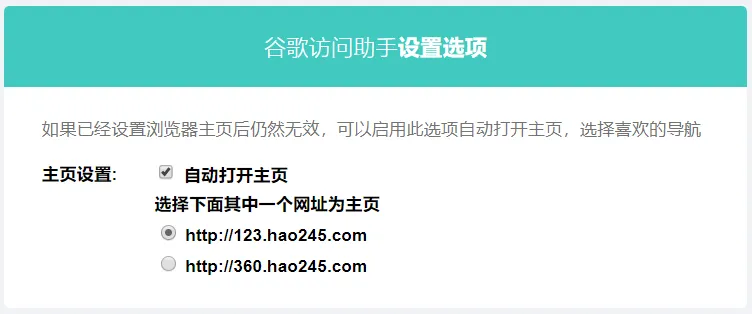 谷歌访问助手设置选项
如果已经设置浏览器主页后仍然无效，可以启用此选项自动打开主页，选择喜欢的导航
主页设置: 自动打开主页
选择下面其中一个网址为主页
http://123.hao245.com
http://360.hao245.com